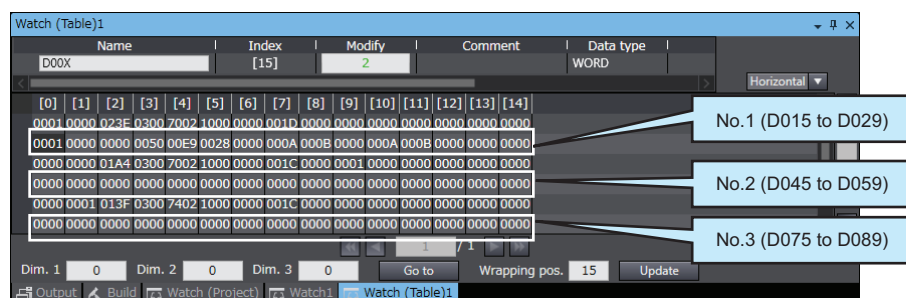 Watch (Table)1
Name Index Modify Comment Data type
D00X [15] 2 WORD
Horizontal
[0] [1] [2] [3] [4] [5] [6] [7] [8] [9] [10] [11] [12] [13] [14]
0001 0000 023E 0300 7002 1000 0000 001D 0000 0000 0000 0000 0000 0000 0000
No.1 (D015 to D029)
0001 0000 0000 0050 00E9 0028 0000 000A 000B 0000 000A 000B 0000 0000 0000
0000 0000 01A4 0300 7002 1000 0000 001C 0000 0001 0000 0000 0000 0000 0000
No.2 (D045 to D059)
0000 0000 0000 0000 0000 0000 0000 0000 0000 0000 0000 0000 0000 0000 0000
0000 0001 013F 0300 7402 1000 0000 001C 0000 0000 0000 0000 0000 0000 0000
0000 0000 0000 0000 0000 0000 0000 0000 0000 0000 0000 0000 0000 0000 0000
No.3 (D075 to D089)
1 / 1
Dim. 1 0 Dim. 2 0 Dim. 3 0 Go to Wrapping pos. 15 Update
Output Build Watch (Project) Watch1 Watch (Table)1